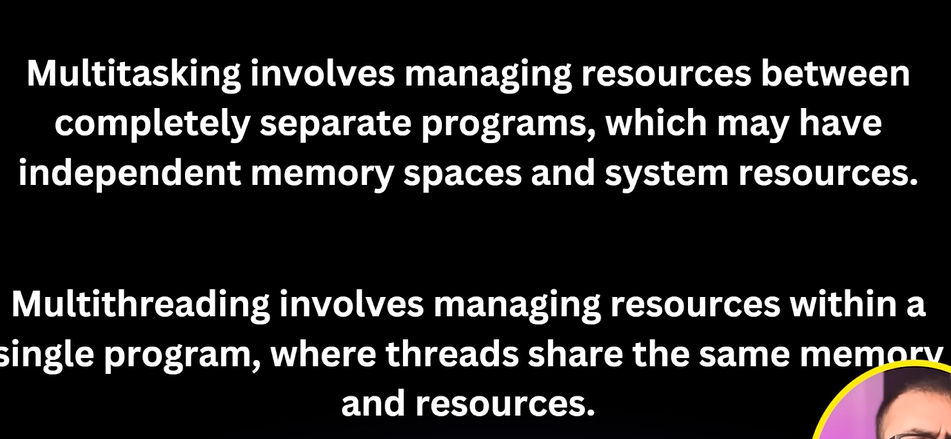 Multitasking involves managing resources between
completely separate programs, which may have
independent memory spaces and system resources.
Multithreading involves managing resources within a
single program, where threads share the same memory
and resources.